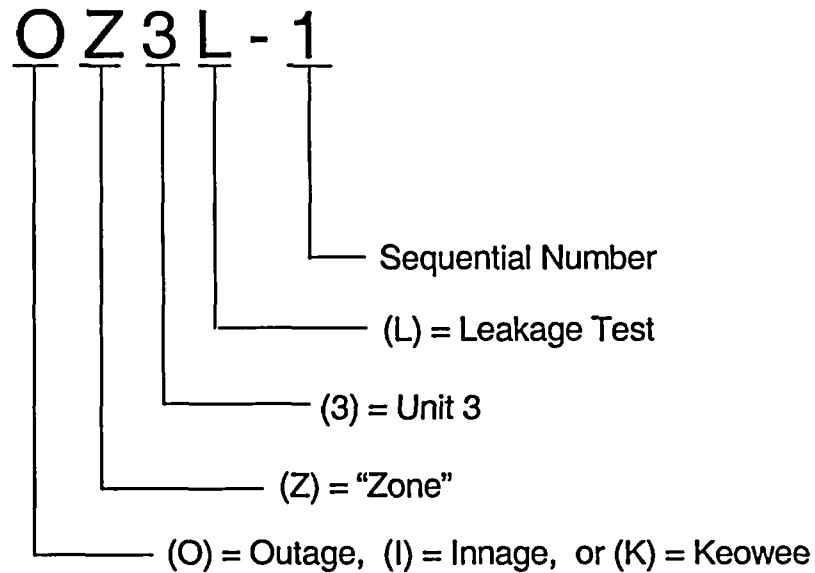 O Z 3 L - 1
Sequential Number
(L) = Leakage Test
(3) = Unit 3
(Z) = “Zone”
(O) = Outage, (I) = Innage, or (K) = Keowee